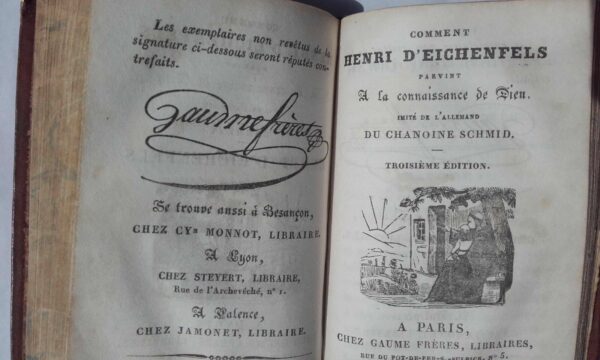 Les exemplaires non revêtus de la
signature ci-dessous seront réputés con-
trefaits.
Gaume frères
Se trouve aussi à Besançon,
CHEZ CYR MONNOT, LIBRAIRE.
A Lyon,
CHEZ STEYERT, LIBRAIRE,
Rue de l'Archevêché, n° 1.
A Valence,
CHEZ JAMONET, LIBRAIRE.
COMMENT
HENRI D'EICHENFELS
PARVINT
A la connaissance de Dieu.
IMITÉ DE L'ALLEMAND
DU CHANOINE SCHMID.
TROISIÈME ÉDITION.
A PARIS,
CHEZ GAUME FRÈRES, LIBRAIRES,
RUE DU POT-DE-FER-S.-SULPICE, N° 5.